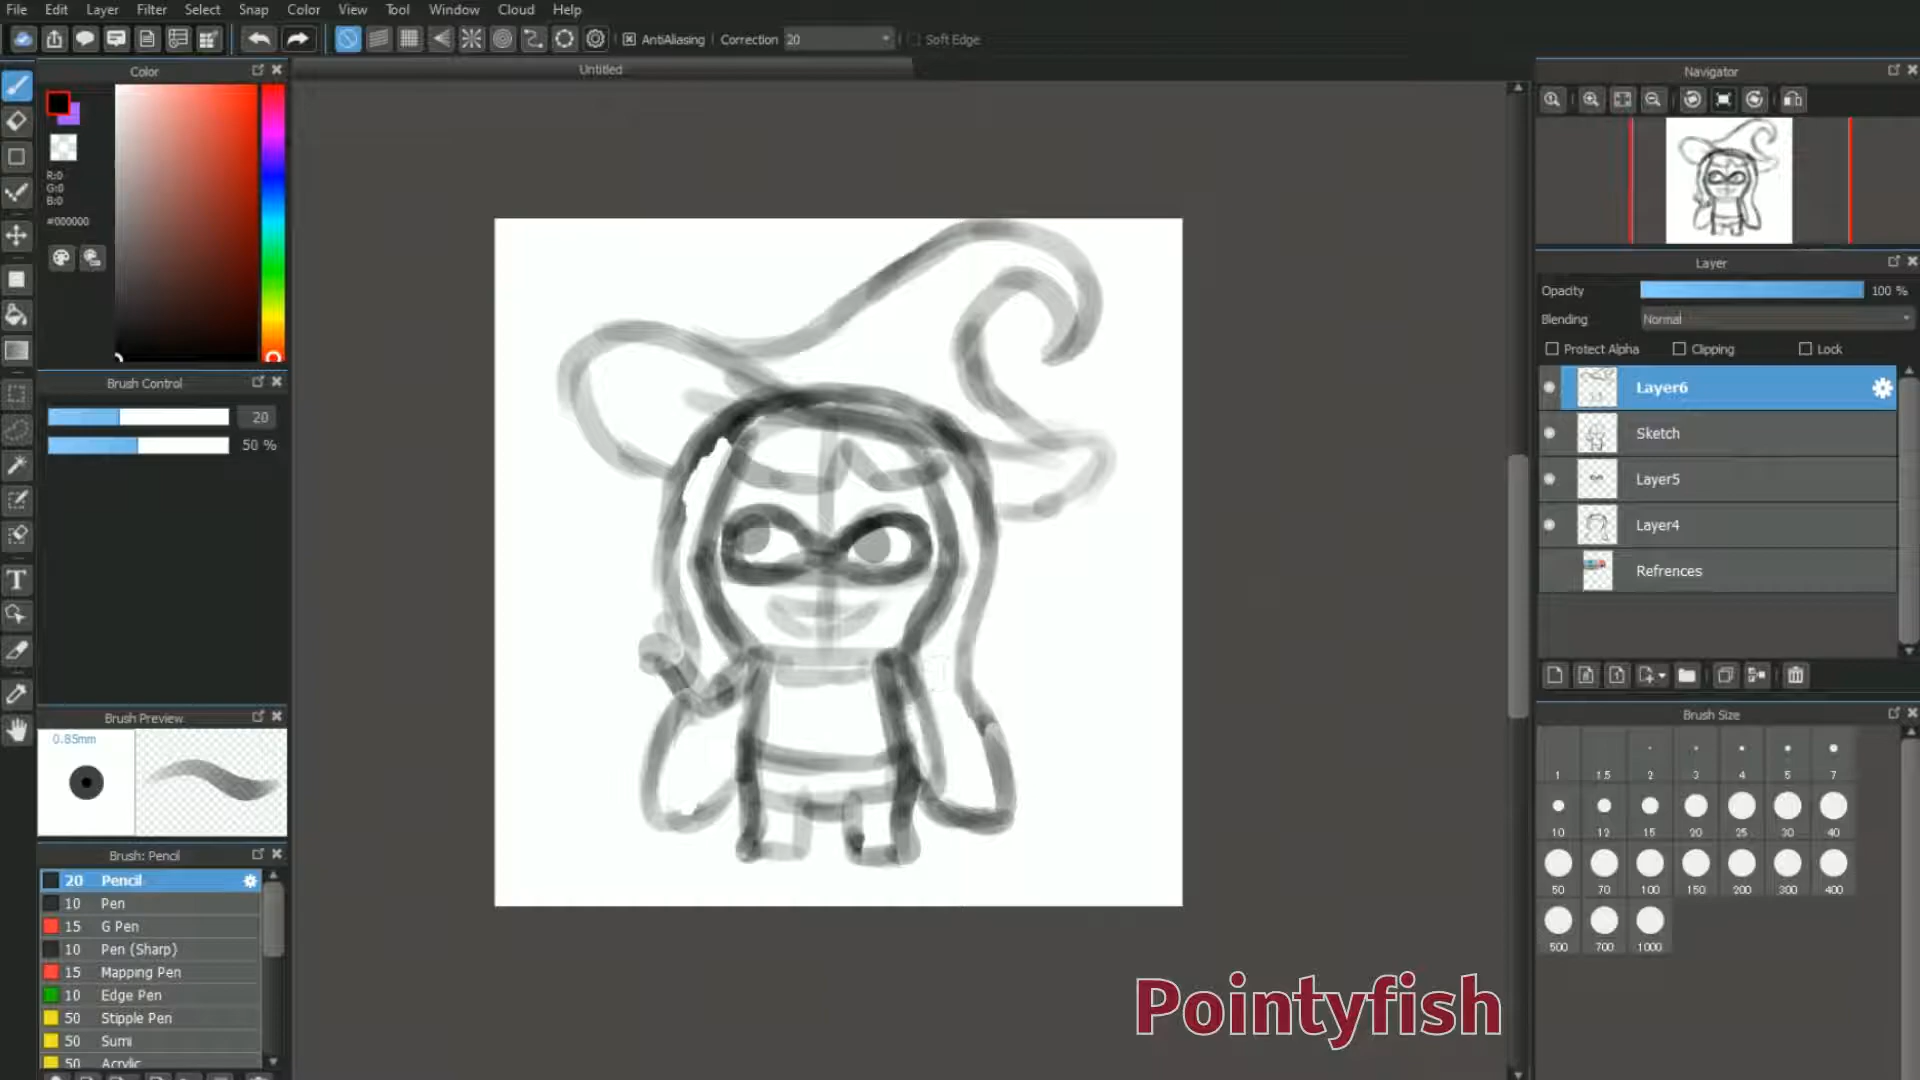 File Edit Layer Filter Select Snap Color View Tool Window Cloud Help
AntiAliasing Correction 20 Soft Edge
Color
Untitled
Navigator
R:0
G:0
B:0
#000000
Layer
Opacity 100 %
Blending Normal
Protect Alpha Clipping Lock
Layer6
Sketch
Layer5
Layer4
Refrences
Brush Control
20
50 %
Brush Preview
0.85mm
Brush Size
1 1.5 2 3 4 5 7
10 12 15 20 25 30 40
50 70 100 150 200 300 400
500 700 1000
Brush: Pencil
20 Pencil
10 Pen
15 G Pen
10 Pen (Sharp)
15 Mapping Pen
10 Edge Pen
50 Stipple Pen
50 Sumi
50 Acrylic
Pointyfish